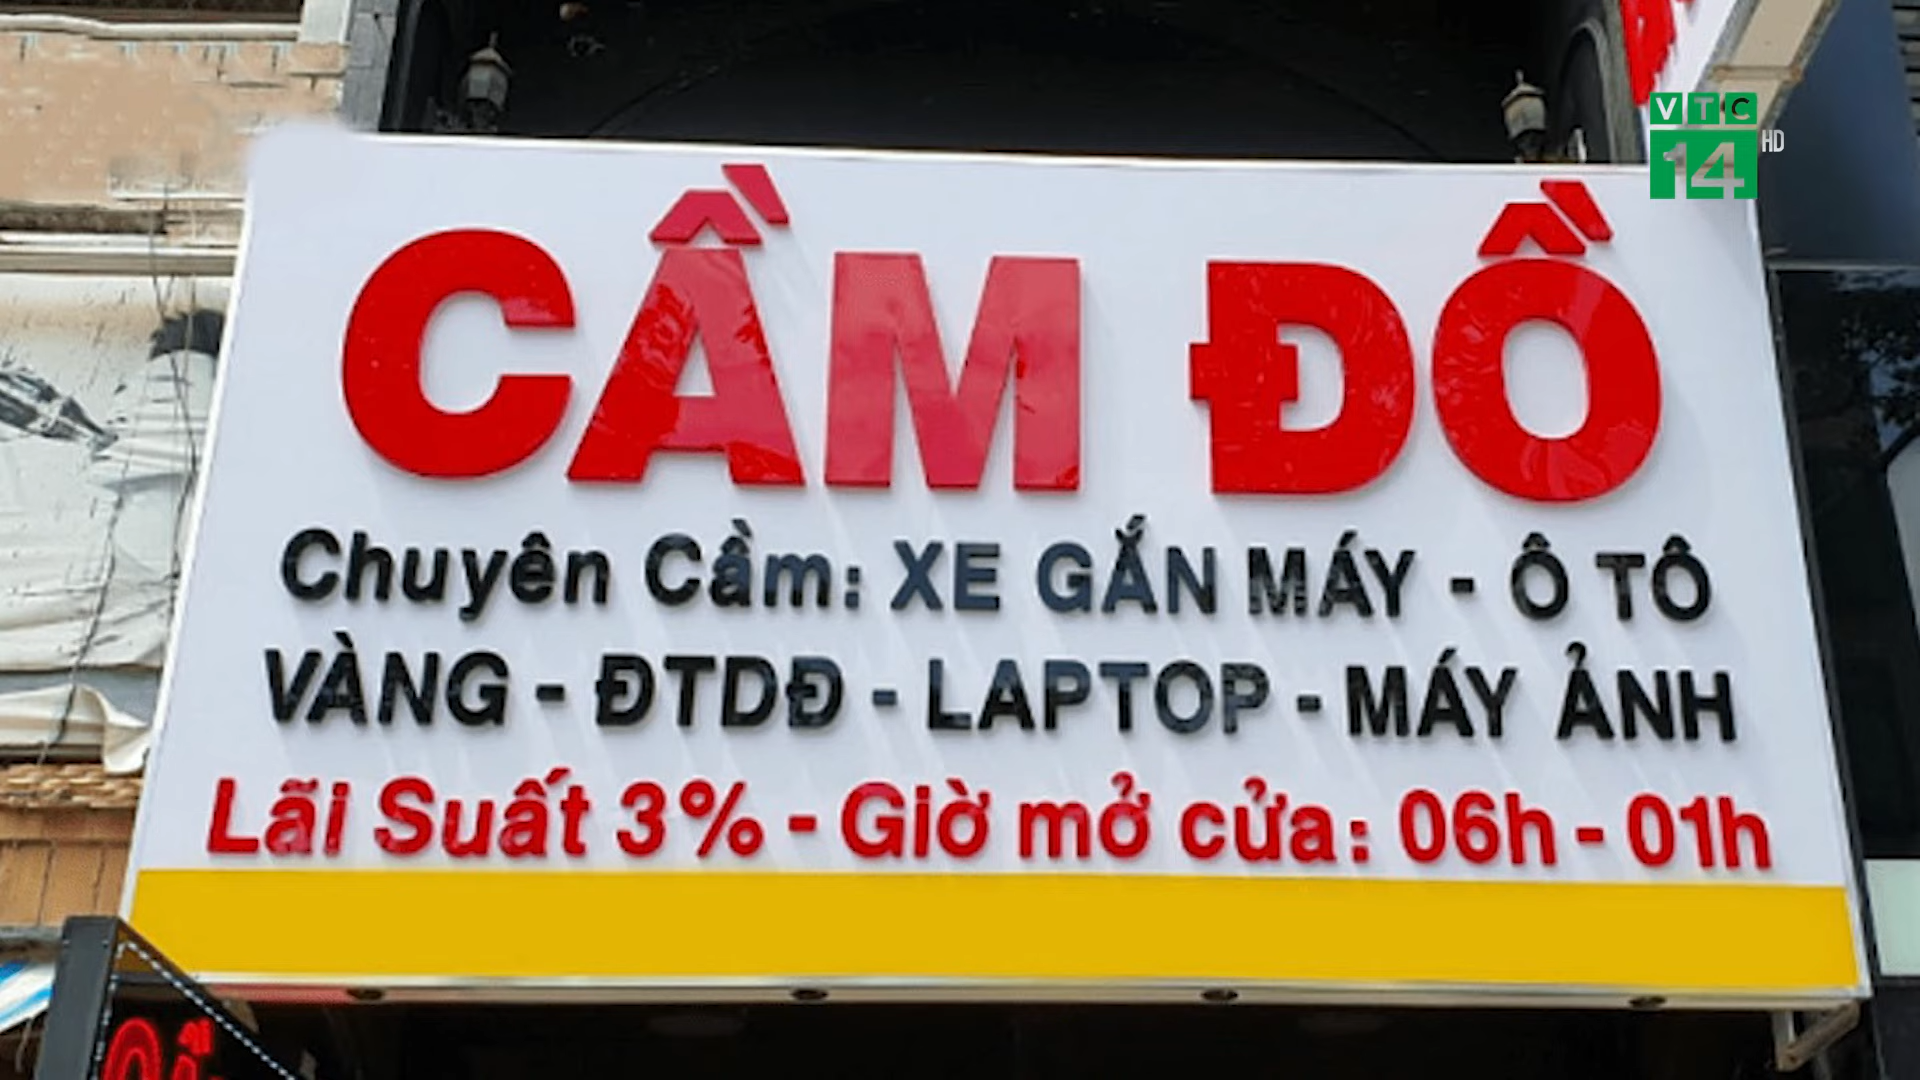 VTC
14 HD
CẦM ĐỒ
Chuyên Cầm: XE GẮN MÁY - Ô TÔ
VÀNG - ĐTDĐ - LAPTOP - MÁY ẢNH
Lãi Suất 3% - Giờ mở cửa: 06h - 01h